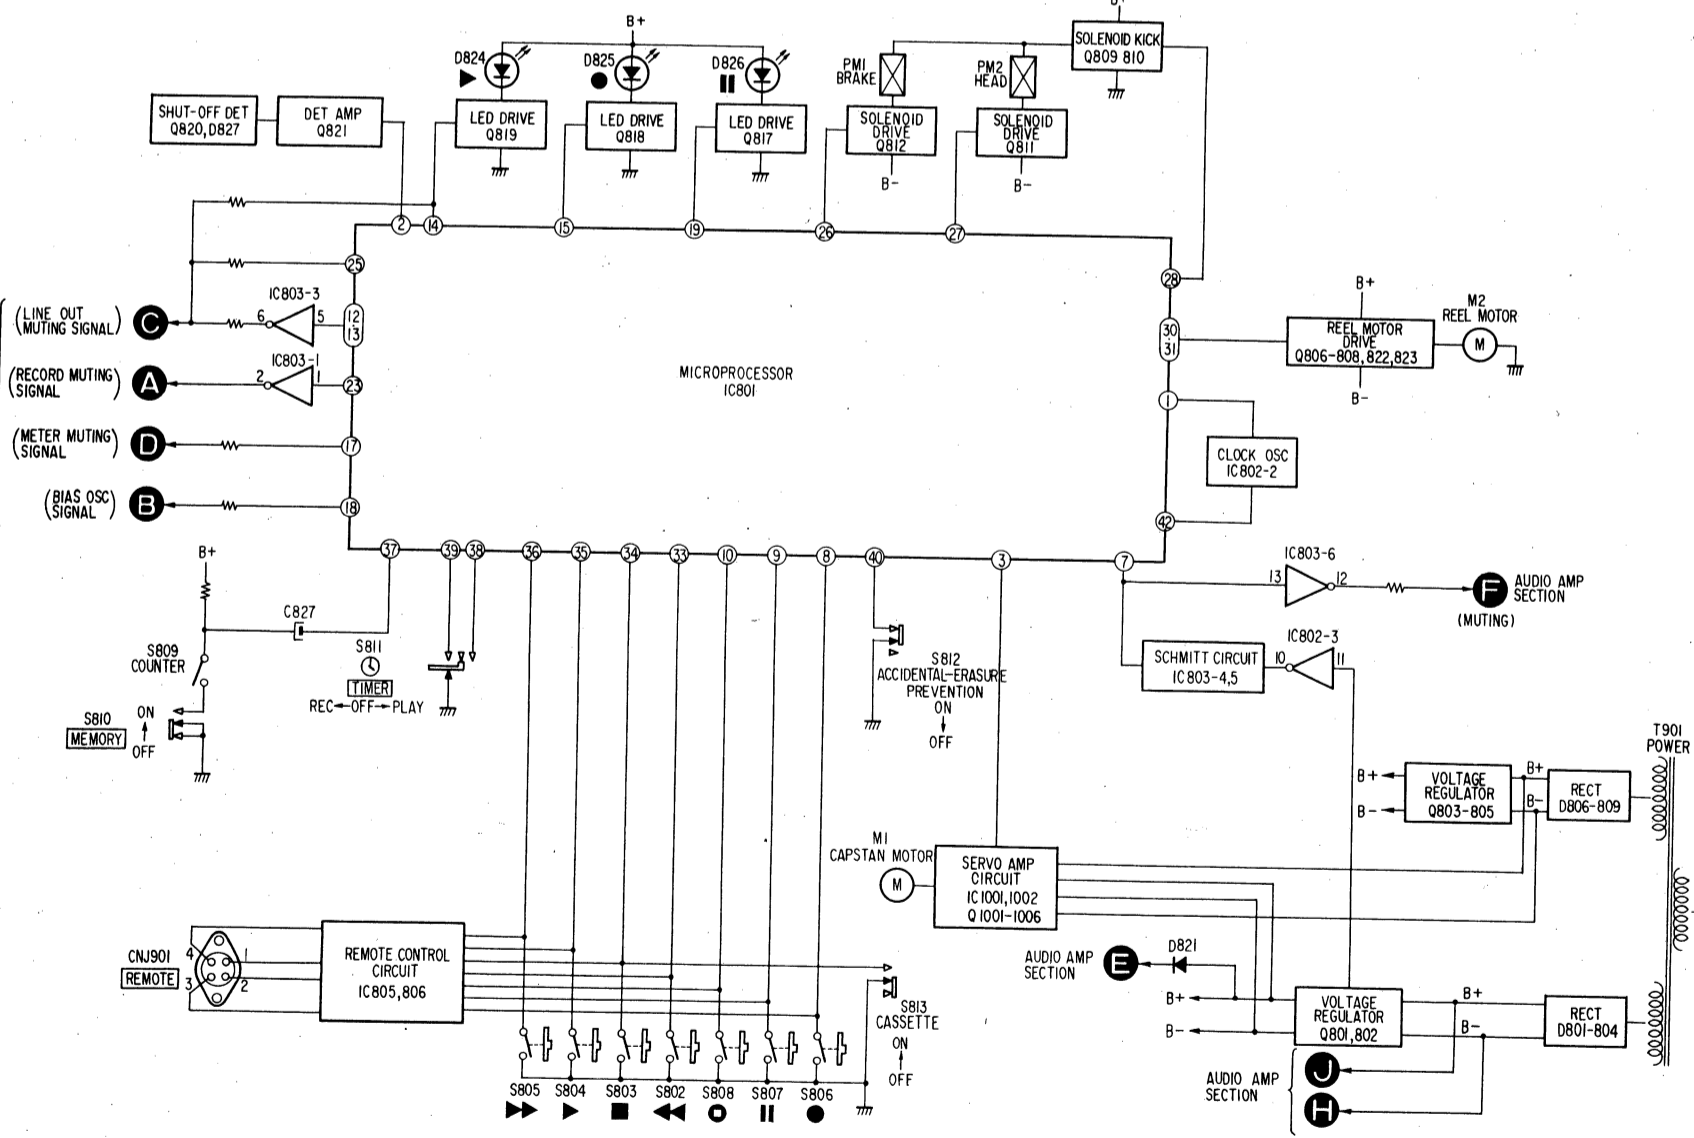 B+
B+
SOLENOID KICK
Q809 810
D824
D825
D826
PM1
BRAKE
PM2
HEAD
SHUT-OFF DET
Q820,D827
DET AMP
Q821
LED DRIVE
Q819
LED DRIVE
Q818
LED DRIVE
Q817
SOLENOID
DRIVE
Q812
SOLENOID
DRIVE
Q811
B-
B-
2
14
15
19
26
27
25
28
IC803-3
(LINE OUT
MUTING SIGNAL)
C
6
5
12
13
30
31
B+
M2
REEL MOTOR
REEL MOTOR
DRIVE
Q806-808,822,823
M
B-
IC803-1
(RECORD MUTING
SIGNAL)
A
2
1
23
MICROPROCESSOR
IC801
1
(METER MUTING
SIGNAL)
D
17
CLOCK OSC
IC802-2
(BIAS OSC
SIGNAL)
B
18
42
37
39
38
36
35
34
33
10
9
8
40
3
7
B+
C827
S809
COUNTER
S810
MEMORY
ON
OFF
S811
TIMER
REC←OFF→PLAY
S812
ACCIDENTAL-ERASURE
PREVENTION
ON
OFF
IC803-6
13
12
F
AUDIO AMP
SECTION
(MUTING)
IC802-3
SCHMITT CIRCUIT
IC803-4,5
10
11
T901
POWER
B+
B-
VOLTAGE
REGULATOR
Q803-805
B+
B-
RECT
D806-809
M1
CAPSTAN MOTOR
M
SERVO AMP
CIRCUIT
IC1001,1002
Q1001-1006
CNJ901
REMOTE
4
1
3
2
REMOTE CONTROL
CIRCUIT
IC805,806
AUDIO AMP
SECTION
E
D821
B+
B-
VOLTAGE
REGULATOR
Q801,802
B+
B-
RECT
D801-804
S813
CASSETTE
ON
OFF
S805
S804
S803
S802
S808
S807
S806
AUDIO AMP
SECTION
J
H